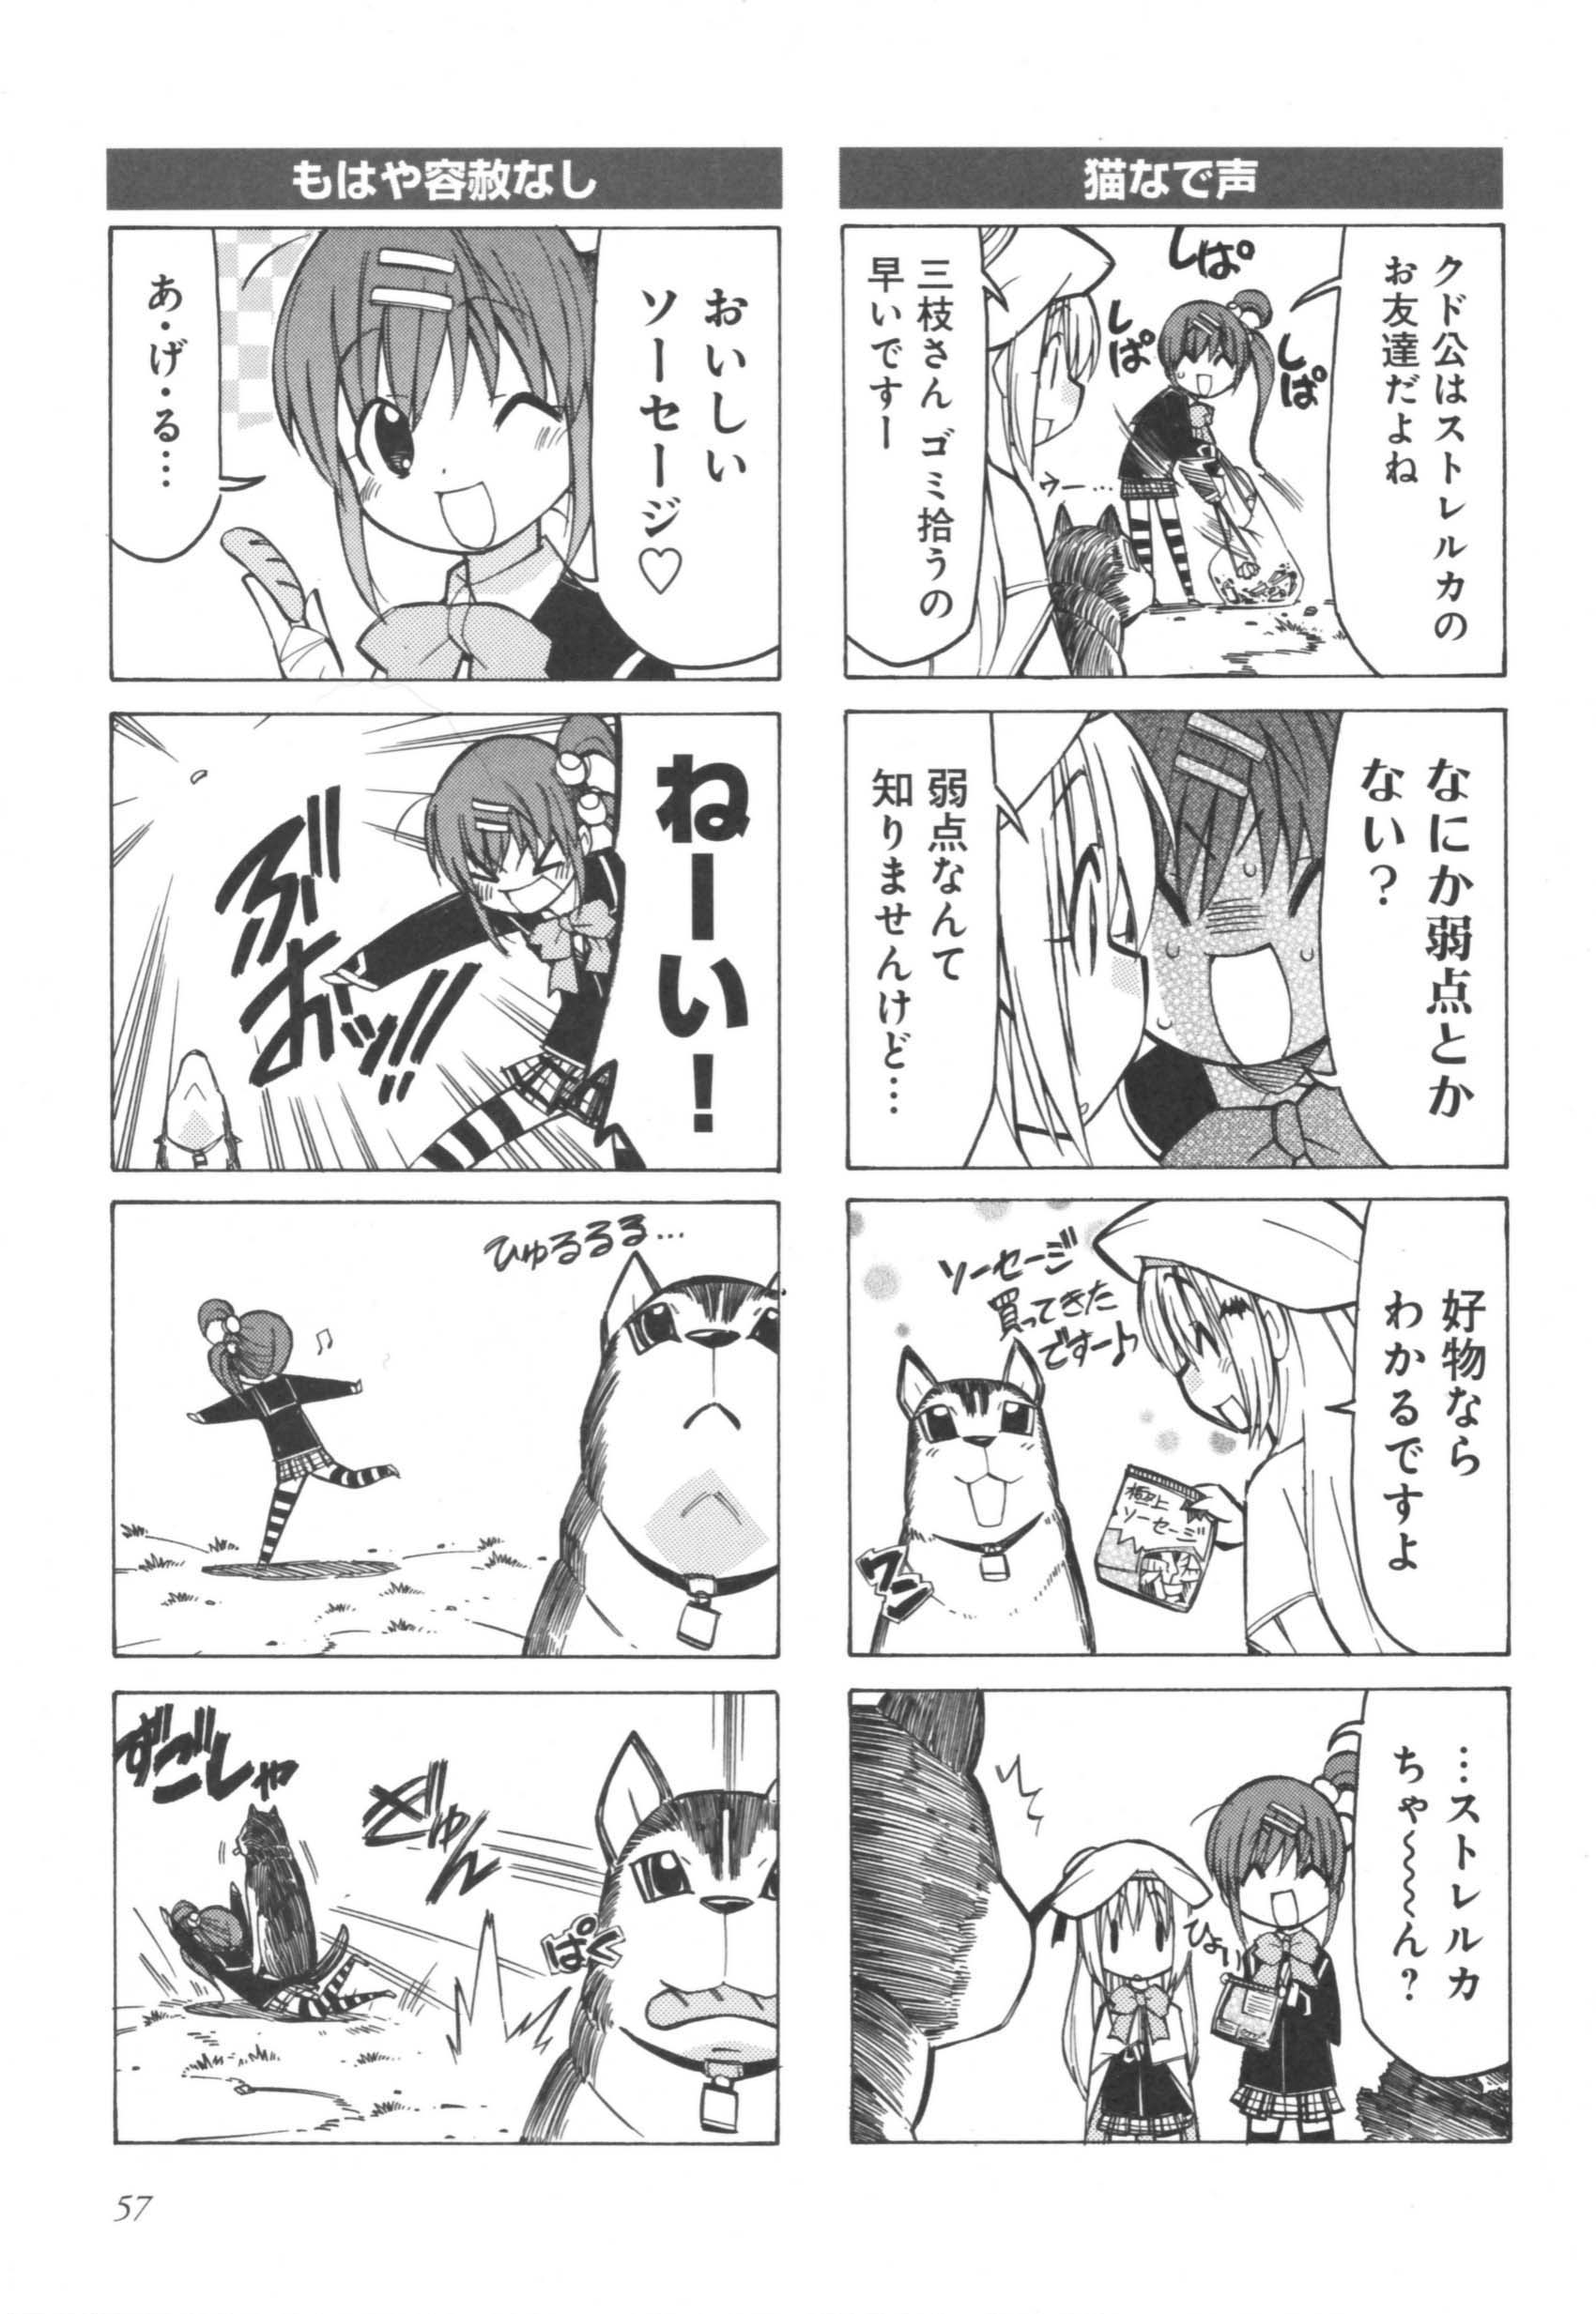 猫なで声
クド公はストレルカの
お友達だよね
しぱ。
しぱ
しぱ
三枝さん ゴミ拾うの
早いですー
ウー…
なにか弱点とか
ない?
弱点なんて
知りませんけど…
好物なら
わかるですよ
ソーセージ
買ってきた
ですー♪
極上
ソーセージ
…ストレルカ
ちゃ～～～ん?
ひょい
もはや容赦なし
おいしい
ソーセージ♡
あ・げ・る…
ねーい!
ぶおッ!!
ひゅるるる…
♪
ぱく
ぎゅん
ずごしゃ
57